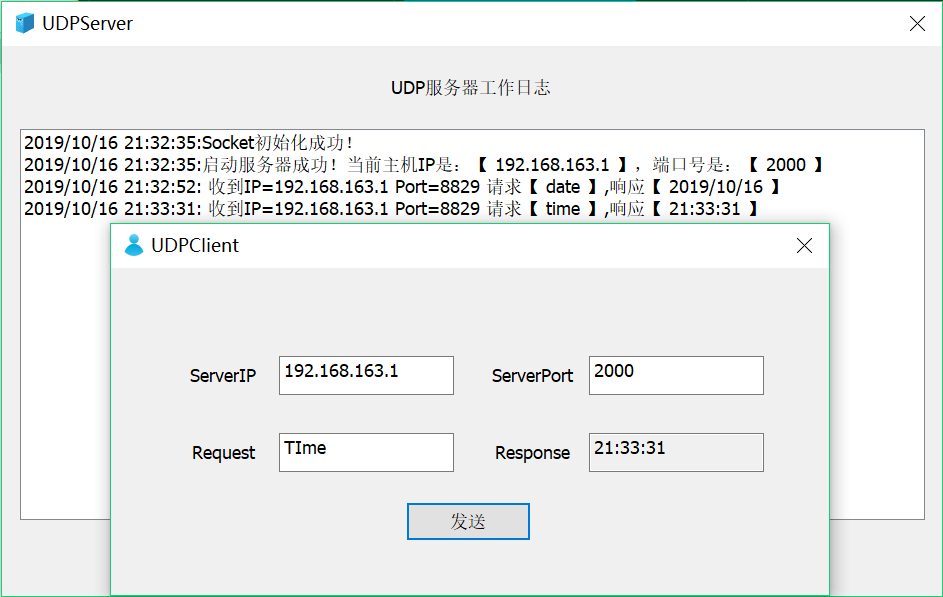 UDPServer
UDP服务器工作日志
2019/10/16 21:32:35:Socket初始化成功！
2019/10/16 21:32:35:启动服务器成功！当前主机IP是：【 192.168.163.1 】，端口号是：【 2000 】
2019/10/16 21:32:52: 收到IP=192.168.163.1 Port=8829 请求【 date 】,响应【 2019/10/16 】
2019/10/16 21:33:31: 收到IP=192.168.163.1 Port=8829 请求【 time 】,响应【 21:33:31 】
UDPClient
ServerIP 192.168.163.1 ServerPort 2000
Request TIme Response 21:33:31
发送